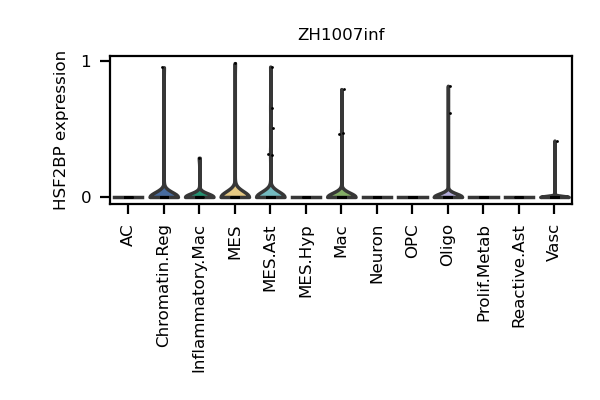 ZH1007inf
HSF2BP expression
1
0
AC
Chromatin.Reg
Inflammatory.Mac
MES
MES.Ast
MES.Hyp
Mac
Neuron
OPC
Oligo
Prolif.Metab
Reactive.Ast
Vasc